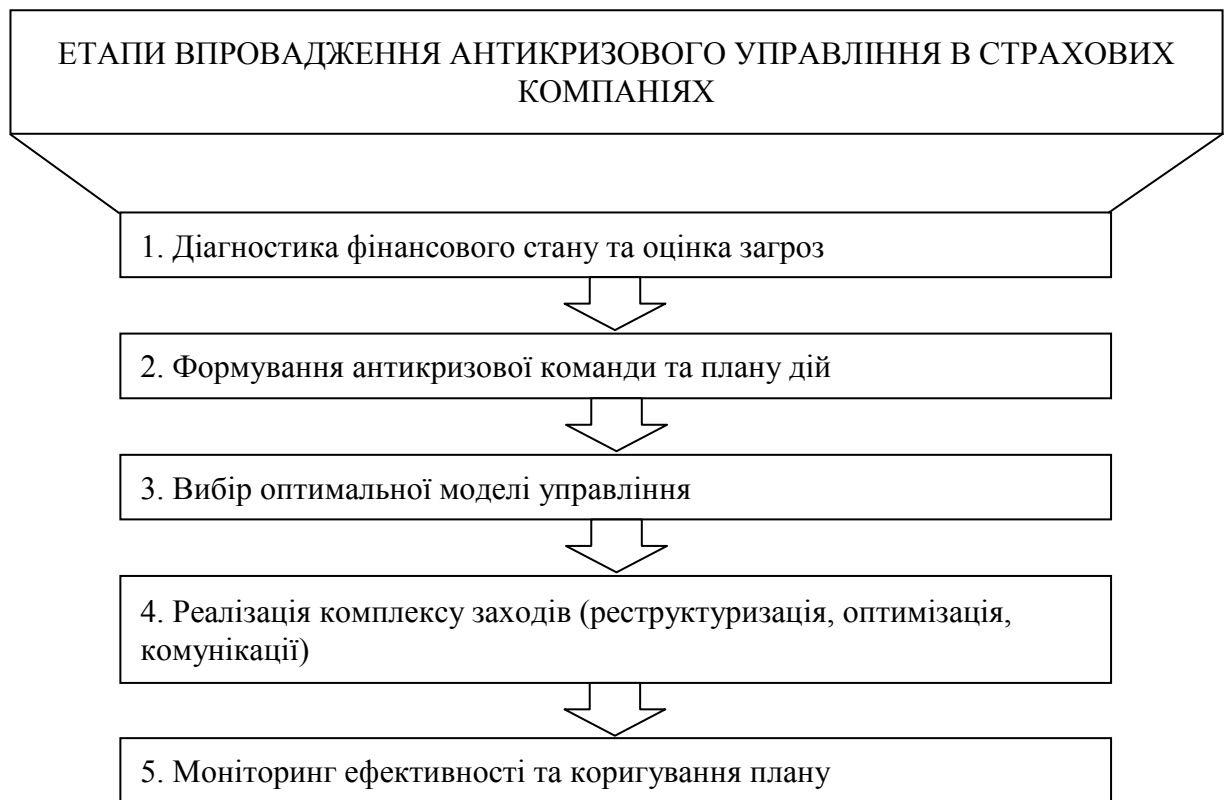 ЕТАПИ ВПРОВАДЖЕННЯ АНТИКРИЗОВОГО УПРАВЛІННЯ В СТРАХОВИХ
КОМПАНІЯХ
1. Діагностика фінансового стану та оцінка загроз
2. Формування антикризової команди та плану дій
3. Вибір оптимальної моделі управління
4. Реалізація комплексу заходів (реструктуризація, оптимізація,
комунікації)
5. Моніторинг ефективності та коригування плану